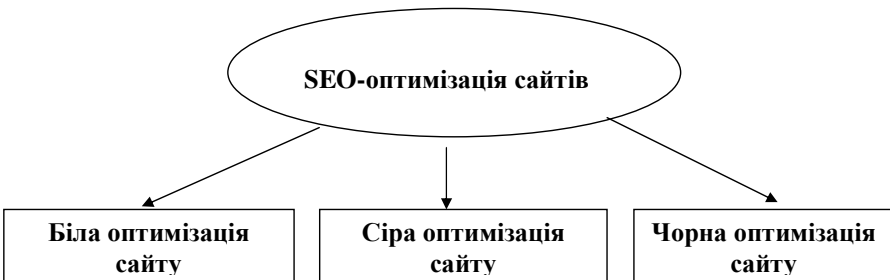 SEO-оптимізація сайтів
Біла оптимізація
сайту
Сіра оптимізація
сайту
Чорна оптимізація
сайту